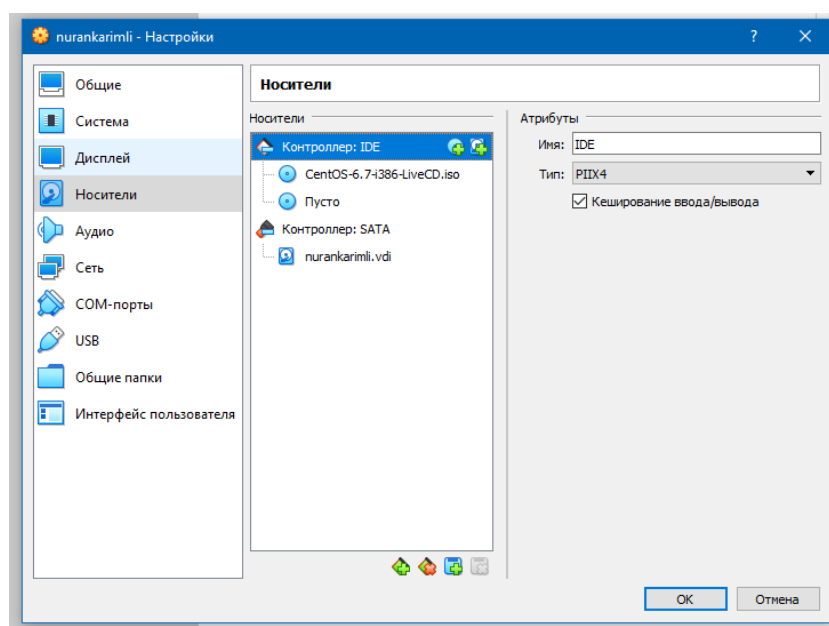 nurankarimli - Настройки
?
Общие
Система
Дисплей
Носители
Аудио
Сеть
COM-порты
USB
Общие папки
Интерфейс пользователя
Носители
Носители
Контроллер: IDE
CentOS-6.7-i386-LiveCD.iso
Пусто
Контроллер: SATA
nurankarimli.vdi
Атрибуты
Имя: IDE
Тип: PIIX4
Кеширование ввода/вывода
OK Отмена